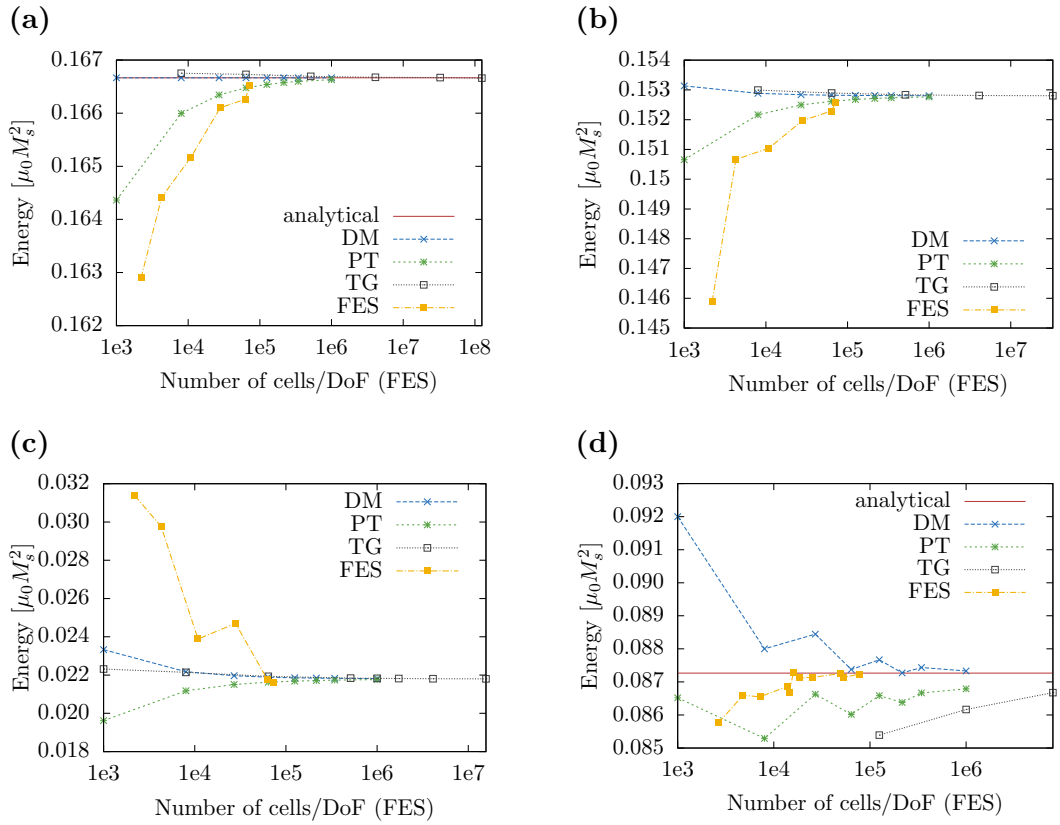 (a)
Energy [μ₀M²ₛ]
0.167
0.166
0.165
0.164
0.163
0.162
1e3 1e4 1e5 1e6 1e7 1e8
Number of cells/DoF (FES)
analytical
DM
PT
TG
FES
(b)
Energy [μ₀M²ₛ]
0.154
0.153
0.152
0.151
0.15
0.149
0.148
0.147
0.146
0.145
1e3 1e4 1e5 1e6 1e7
Number of cells/DoF (FES)
DM
PT
TG
FES
(c)
Energy [μ₀M²ₛ]
0.032
0.030
0.028
0.026
0.024
0.022
0.020
0.018
1e3 1e4 1e5 1e6 1e7
Number of cells/DoF (FES)
DM
PT
TG
FES
(d)
Energy [μ₀M²ₛ]
0.093
0.092
0.091
0.090
0.089
0.088
0.087
0.086
0.085
1e3 1e4 1e5 1e6
Number of cells/DoF (FES)
analytical
DM
PT
TG
FES